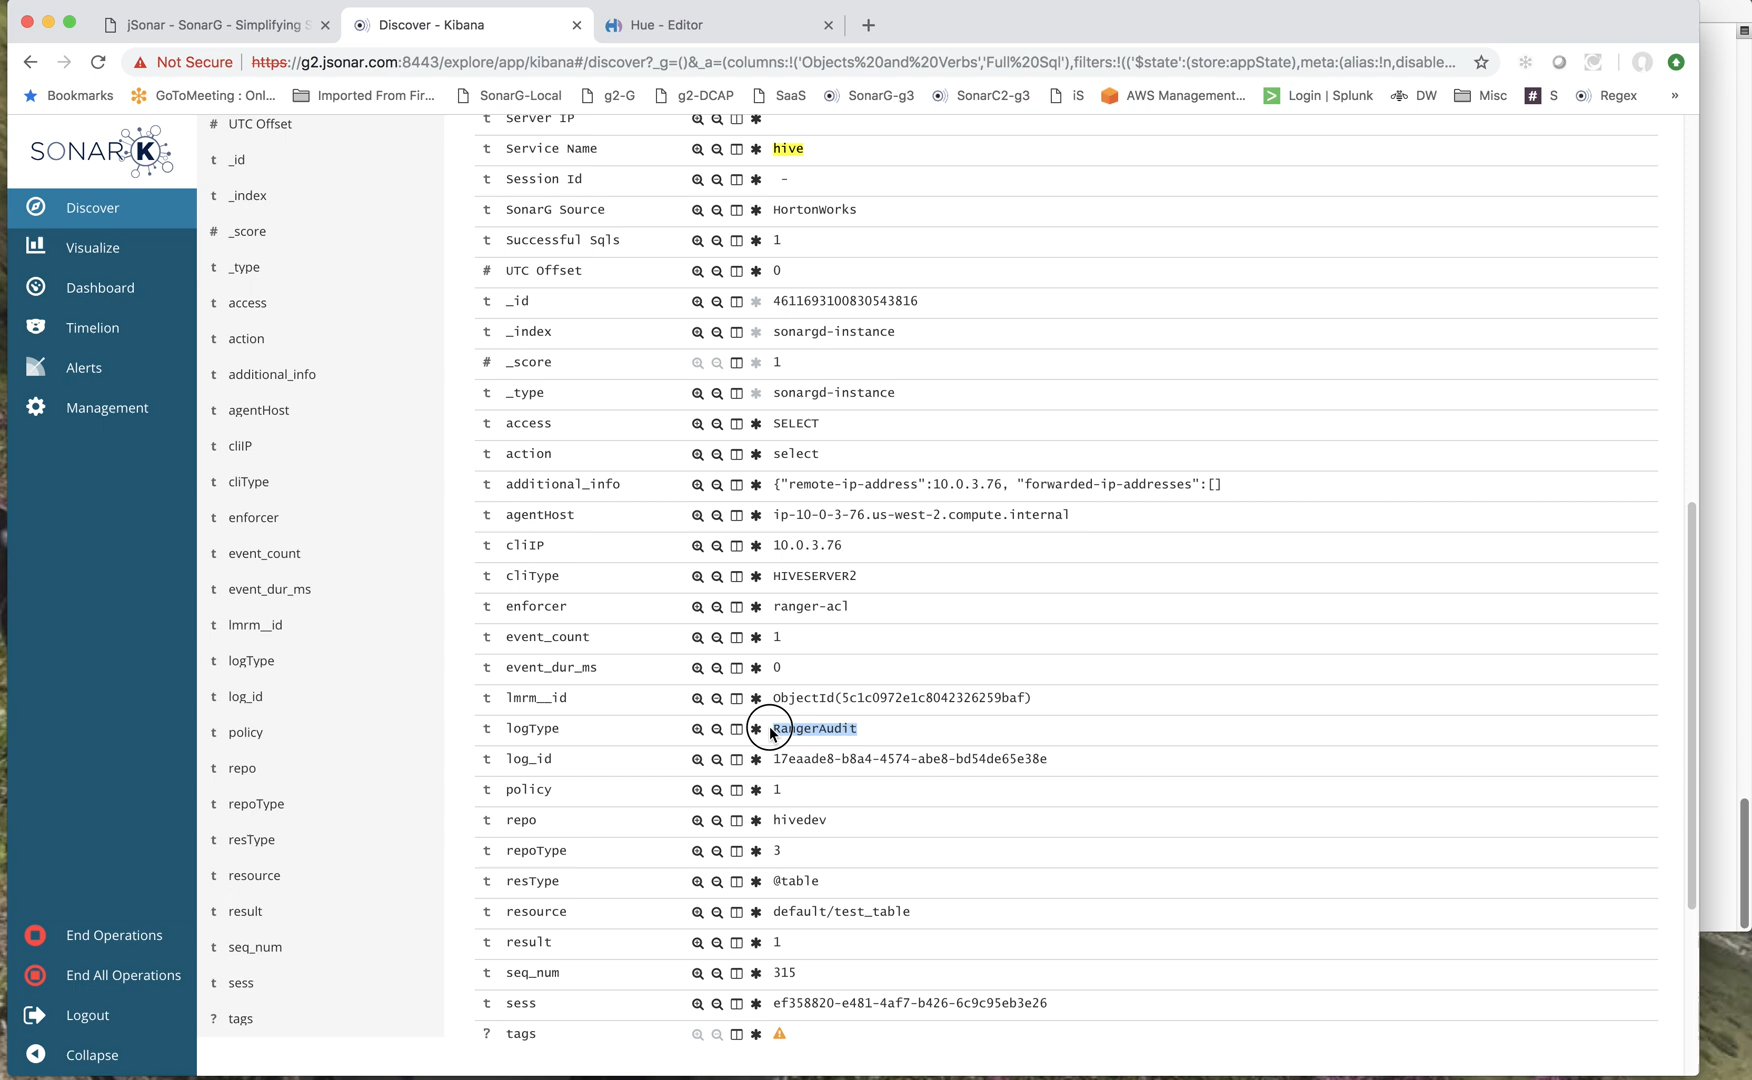 jSonar - SonarG - Simplifying S
Discover - Kibana
Hue - Editor
Not Secure
https://g2.jsonar.com:8443/explore/app/kibana#/discover?_g=()&_a=(columns:!('Objects%20and%20Verbs','Full%20Sql'),filters:!(('$state':(store:appState),meta:(alias:!n,disable...
Bookmarks
GoToMeeting : Onl...
Imported From Fir...
SonarG-Local
g2-G
g2-DCAP
SaaS
SonarG-g3
SonarC2-g3
iS
AWS Management...
Login | Splunk
DW
Misc
# S
Regex
»
SONAR K
Discover
Visualize
Dashboard
Timelion
Alerts
Management
End Operations
End All Operations
Logout
Collapse
# UTC Offset
t _id
t _index
# _score
t _type
t access
t action
t additional_info
t agentHost
t cliIP
t cliType
t enforcer
t event_count
t event_dur_ms
t lmrm__id
t logType
t log_id
t policy
t repo
t repoType
t resType
t resource
t result
t seq_num
t sess
? tags
t Server IP
t Service Name hive
t Session Id -
t SonarG Source HortonWorks
t Successful Sqls 1
# UTC Offset 0
t _id 4611693100830543816
t _index sonargd-instance
# _score 1
t _type sonargd-instance
t access SELECT
t action select
t additional_info {"remote-ip-address":10.0.3.76, "forwarded-ip-addresses":[]
t agentHost ip-10-0-3-76.us-west-2.compute.internal
t cliIP 10.0.3.76
t cliType HIVESERVER2
t enforcer ranger-acl
t event_count 1
t event_dur_ms 0
t lmrm__id ObjectId(5c1c0972e1c8042326259baf)
t logType RangerAudit
t log_id 17eaade8-b8a4-4574-abe8-bd54de65e38e
t policy 1
t repo hivedev
t repoType 3
t resType @table
t resource default/test_table
t result 1
t seq_num 315
t sess ef358820-e481-4af7-b426-6c9c95eb3e26
? tags